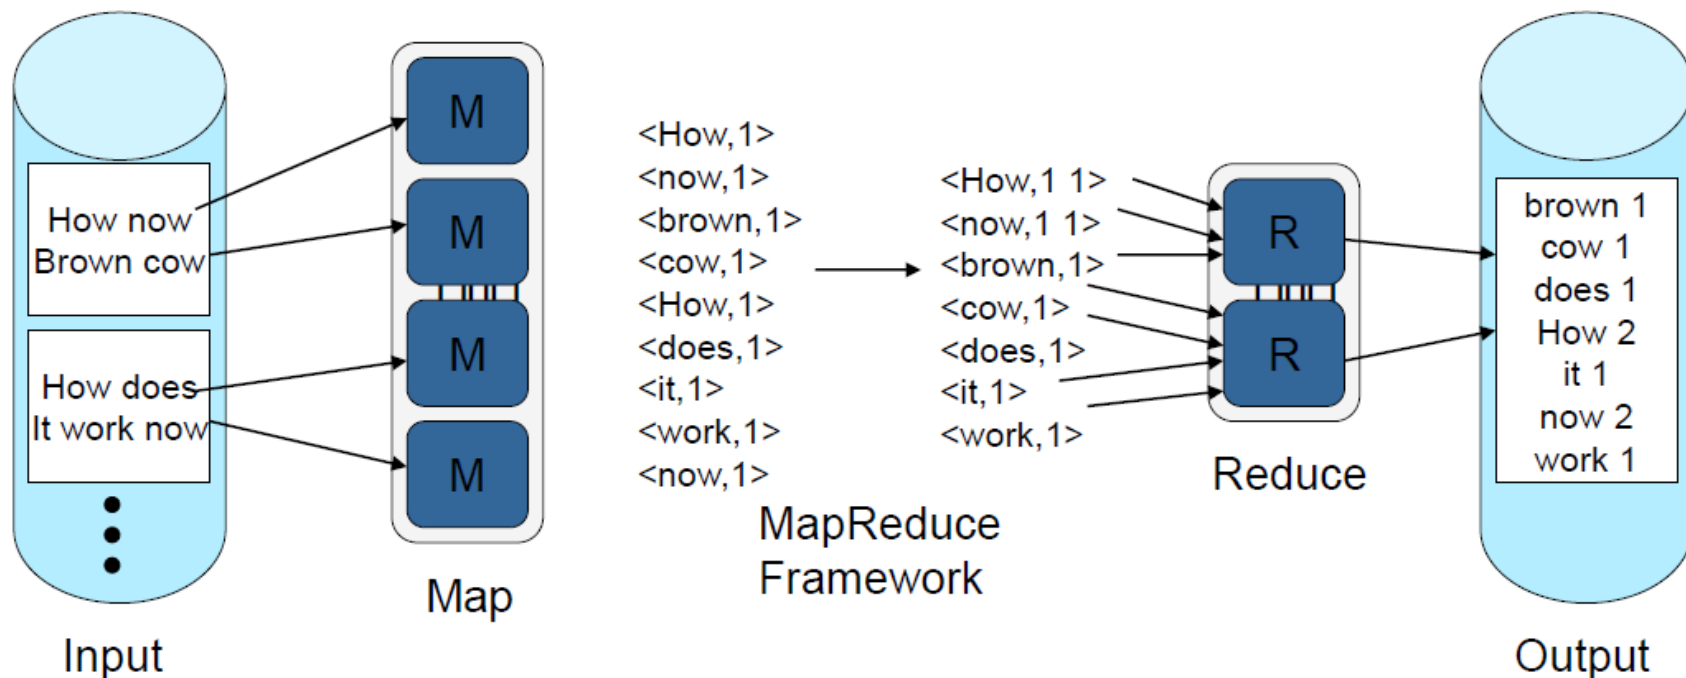 How now
Brown cow
How does
It work now
Input
M
M
M
M
Map
<How,1>
<now,1>
<brown,1>
<cow,1>
<How,1>
<does,1>
<it,1>
<work,1>
<now,1>
MapReduce
Framework
<How,1 1>
<now,1 1>
<brown,1>
<cow,1>
<does,1>
<it,1>
<work,1>
R
R
Reduce
brown 1
cow 1
does 1
How 2
it 1
now 2
work 1
Output